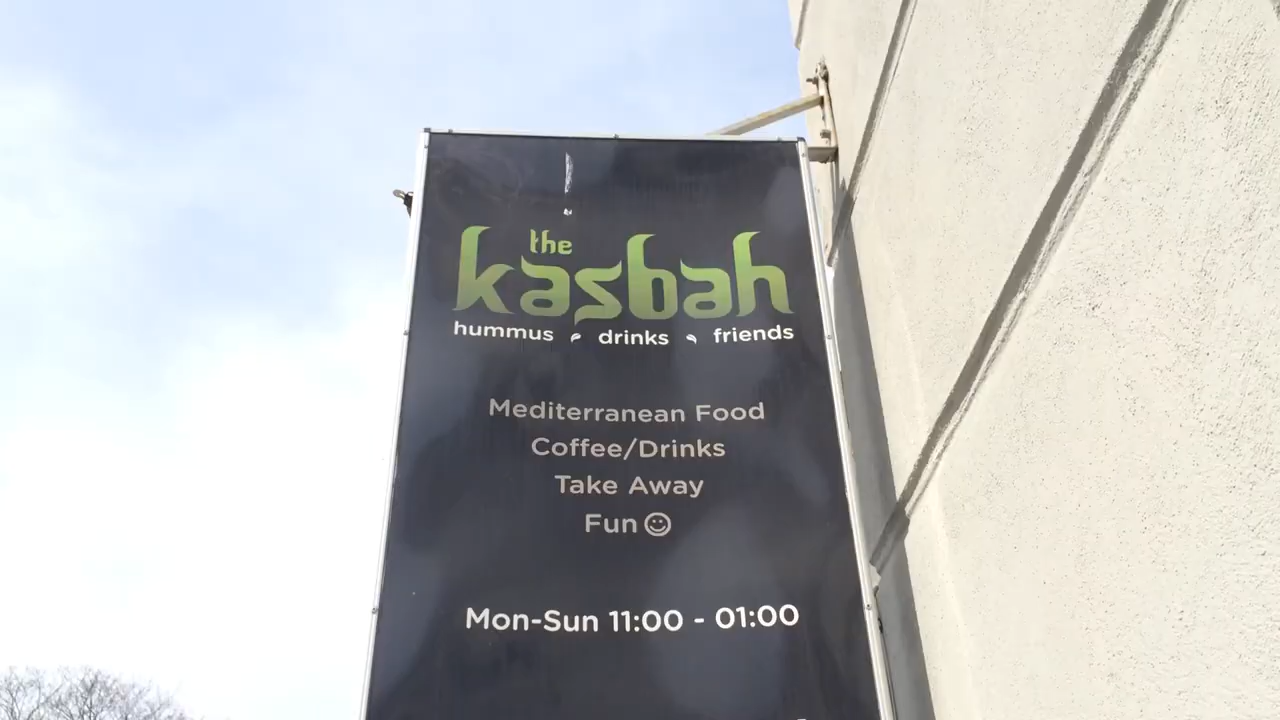 the
kasbah
hummus drinks friends
Mediterranean Food
Coffee/Drinks
Take Away
Fun☺
Mon-Sun 11:00 - 01:00